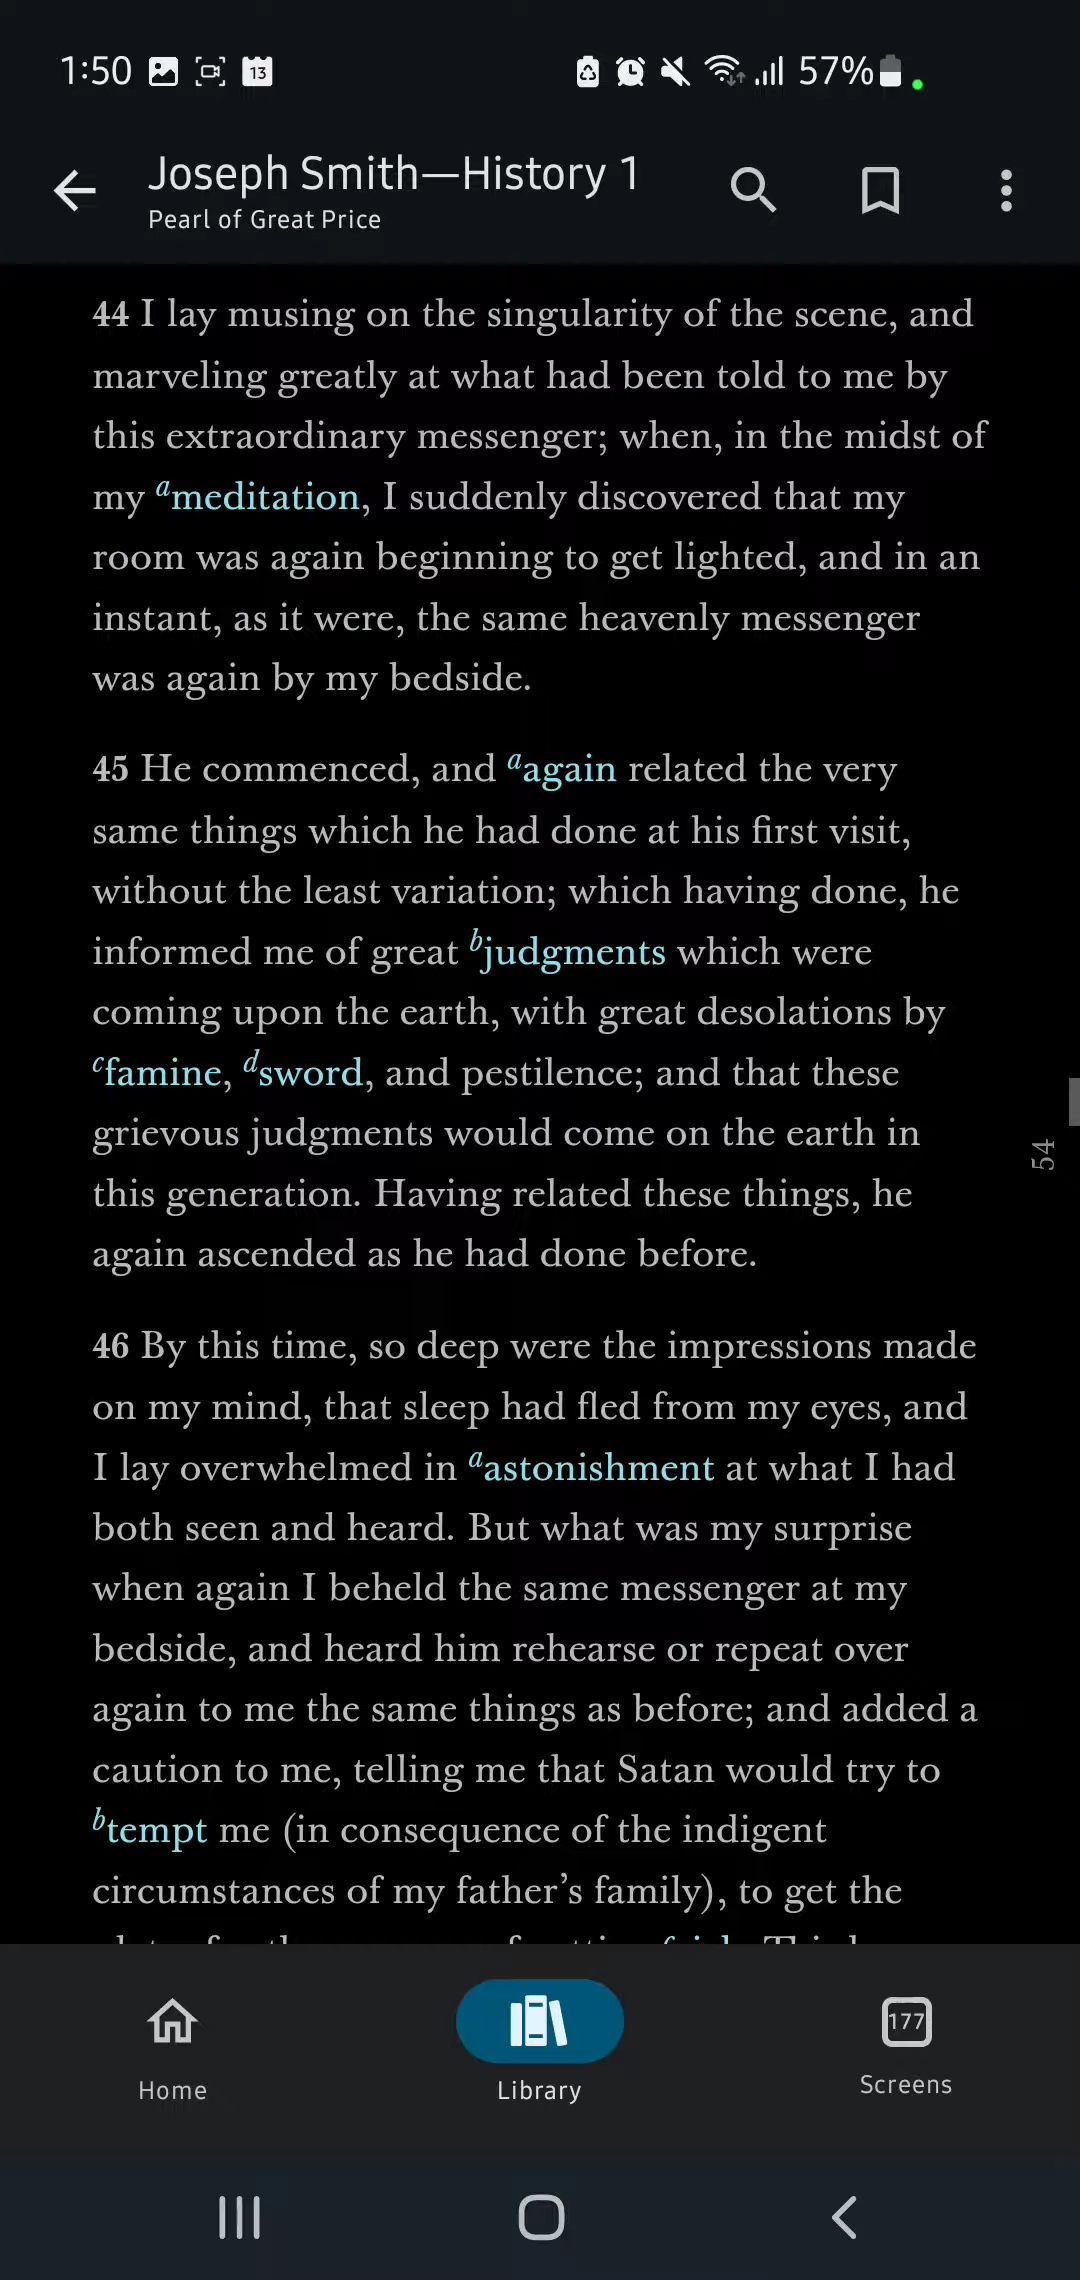 1:50 13 57%
Joseph Smith—History 1
Pearl of Great Price
44 I lay musing on the singularity of the scene, and
marveling greatly at what had been told to me by
this extraordinary messenger; when, in the midst of
my a meditation, I suddenly discovered that my
room was again beginning to get lighted, and in an
instant, as it were, the same heavenly messenger
was again by my bedside.
45 He commenced, and a again related the very
same things which he had done at his first visit,
without the least variation; which having done, he
informed me of great b judgments which were
coming upon the earth, with great desolations by
c famine, d sword, and pestilence; and that these
grievous judgments would come on the earth in
this generation. Having related these things, he
again ascended as he had done before.
54
46 By this time, so deep were the impressions made
on my mind, that sleep had fled from my eyes, and
I lay overwhelmed in a astonishment at what I had
both seen and heard. But what was my surprise
when again I beheld the same messenger at my
bedside, and heard him rehearse or repeat over
again to me the same things as before; and added a
caution to me, telling me that Satan would try to
b tempt me (in consequence of the indigent
circumstances of my father’s family), to get the
Home
Library
177
Screens